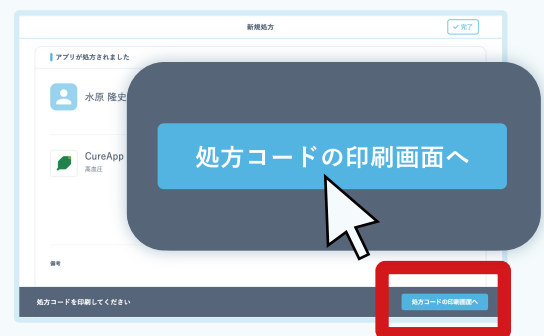 新規処方
✓ 完了
アプリが処方されました
水原 隆史
CureApp
高血圧
処方コードの印刷画面へ
備考
処方コードを印刷してください
処方コードの印刷画面へ